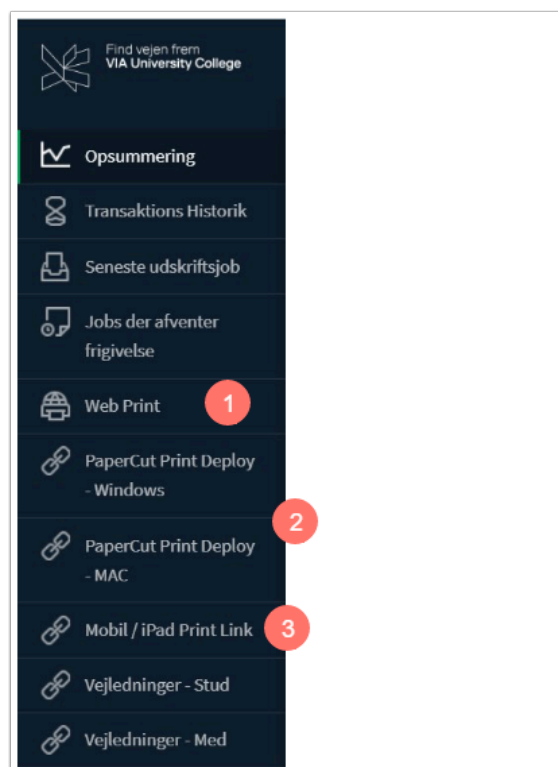 Find vejen frem
VIA University College
Opsummering
Transaktions Historik
Seneste udskriftsjob
Jobs der afventer
frigivelse
Web Print
1
PaperCut Print Deploy
- Windows
2
PaperCut Print Deploy
- MAC
Mobil / iPad Print Link
3
Vejledninger - Stud
Vejledninger - Med